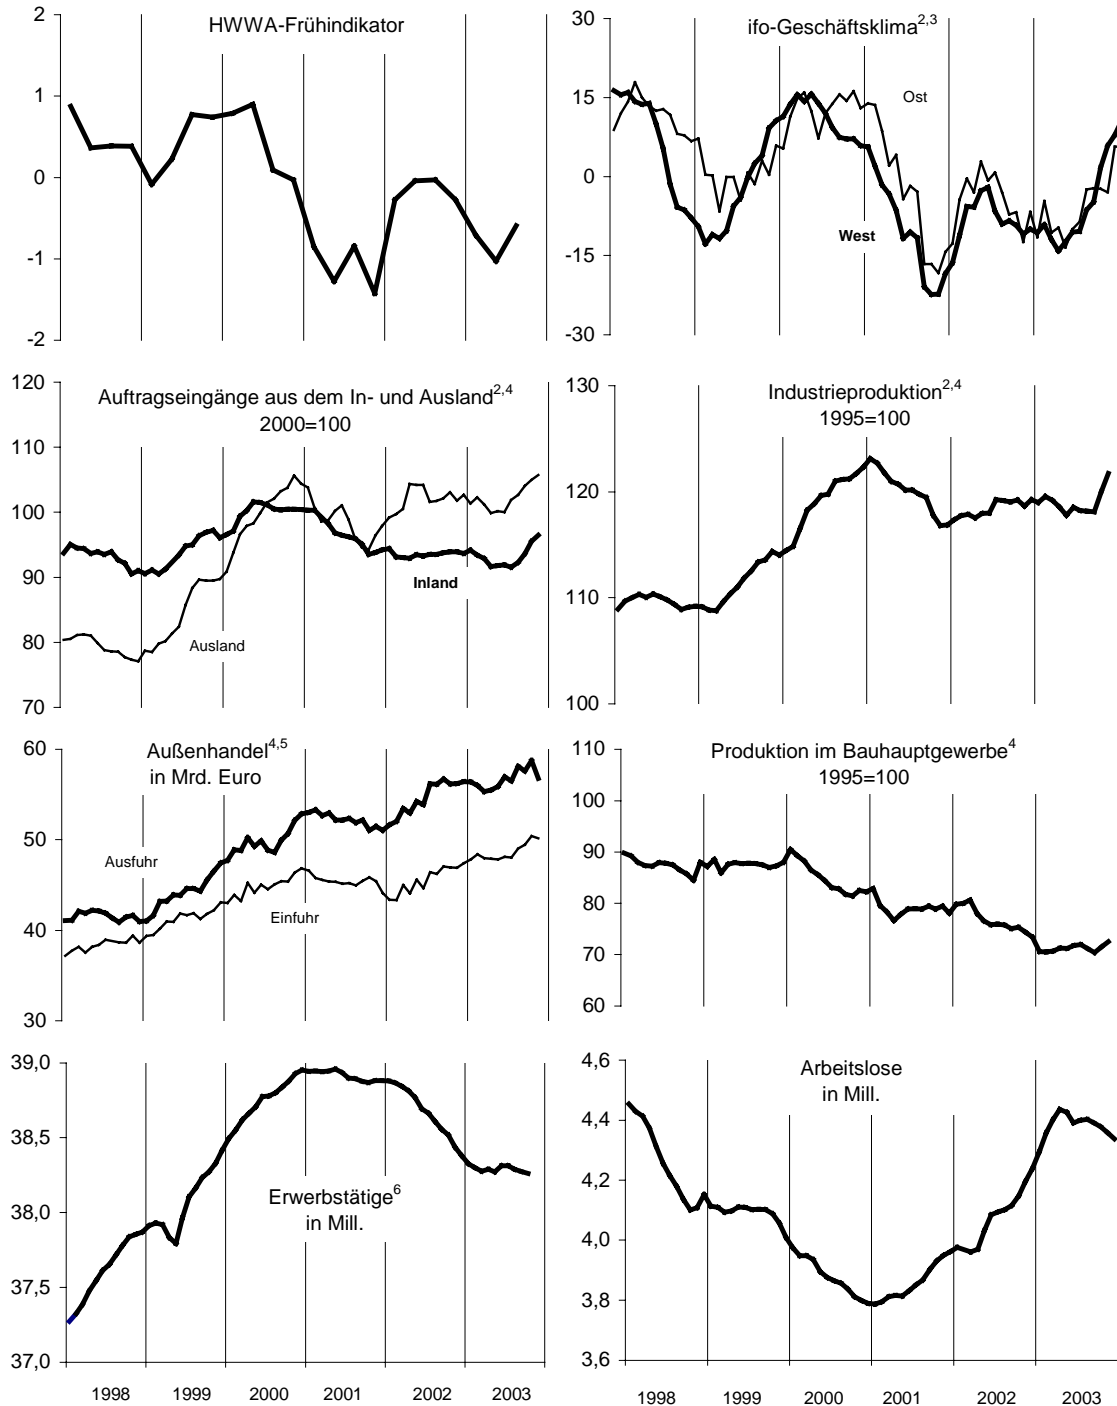 HWWA-Frühindikator
2
1
0
-1
-2
ifo-Geschäftsklima2,3
30
15
0
-15
-30
Ost
West
Auftragseingänge aus dem In- und Ausland2,4
2000=100
120
110
100
90
80
70
Inland
Ausland
Industrieproduktion2,4
1995=100
130
120
110
100
Außenhandel4,5
in Mrd. Euro
60
50
40
30
Ausfuhr
Einfuhr
Produktion im Bauhauptgewerbe4
1995=100
110
100
90
80
70
60
Erwerbstätige6
in Mill.
39,0
38,5
38,0
37,5
37,0
1998 1999 2000 2001 2002 2003
Arbeitslose
in Mill.
4,6
4,4
4,2
4,0
3,8
3,6
1998 1999 2000 2001 2002 2003